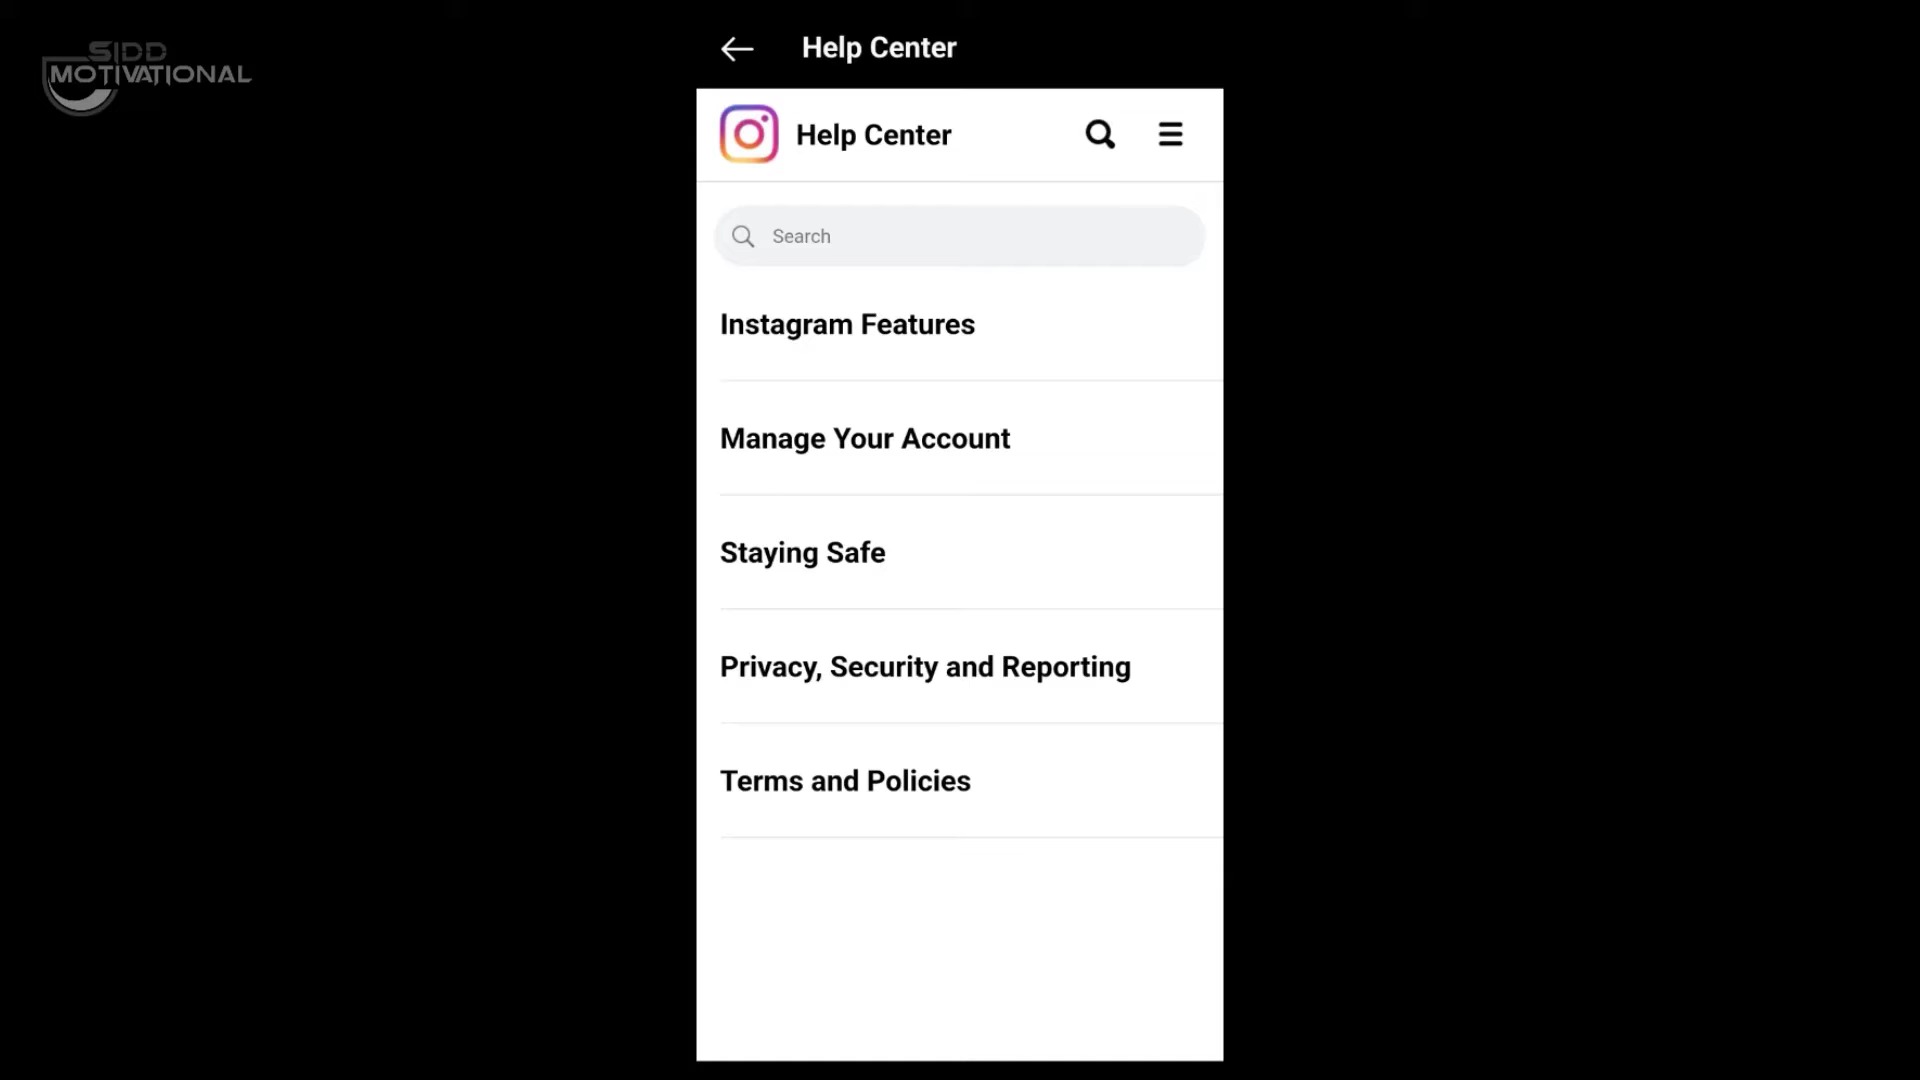 SIDD
MOTIVATIONAL
Help Center
Help Center
Search
Instagram Features
Manage Your Account
Staying Safe
Privacy, Security and Reporting
Terms and Policies